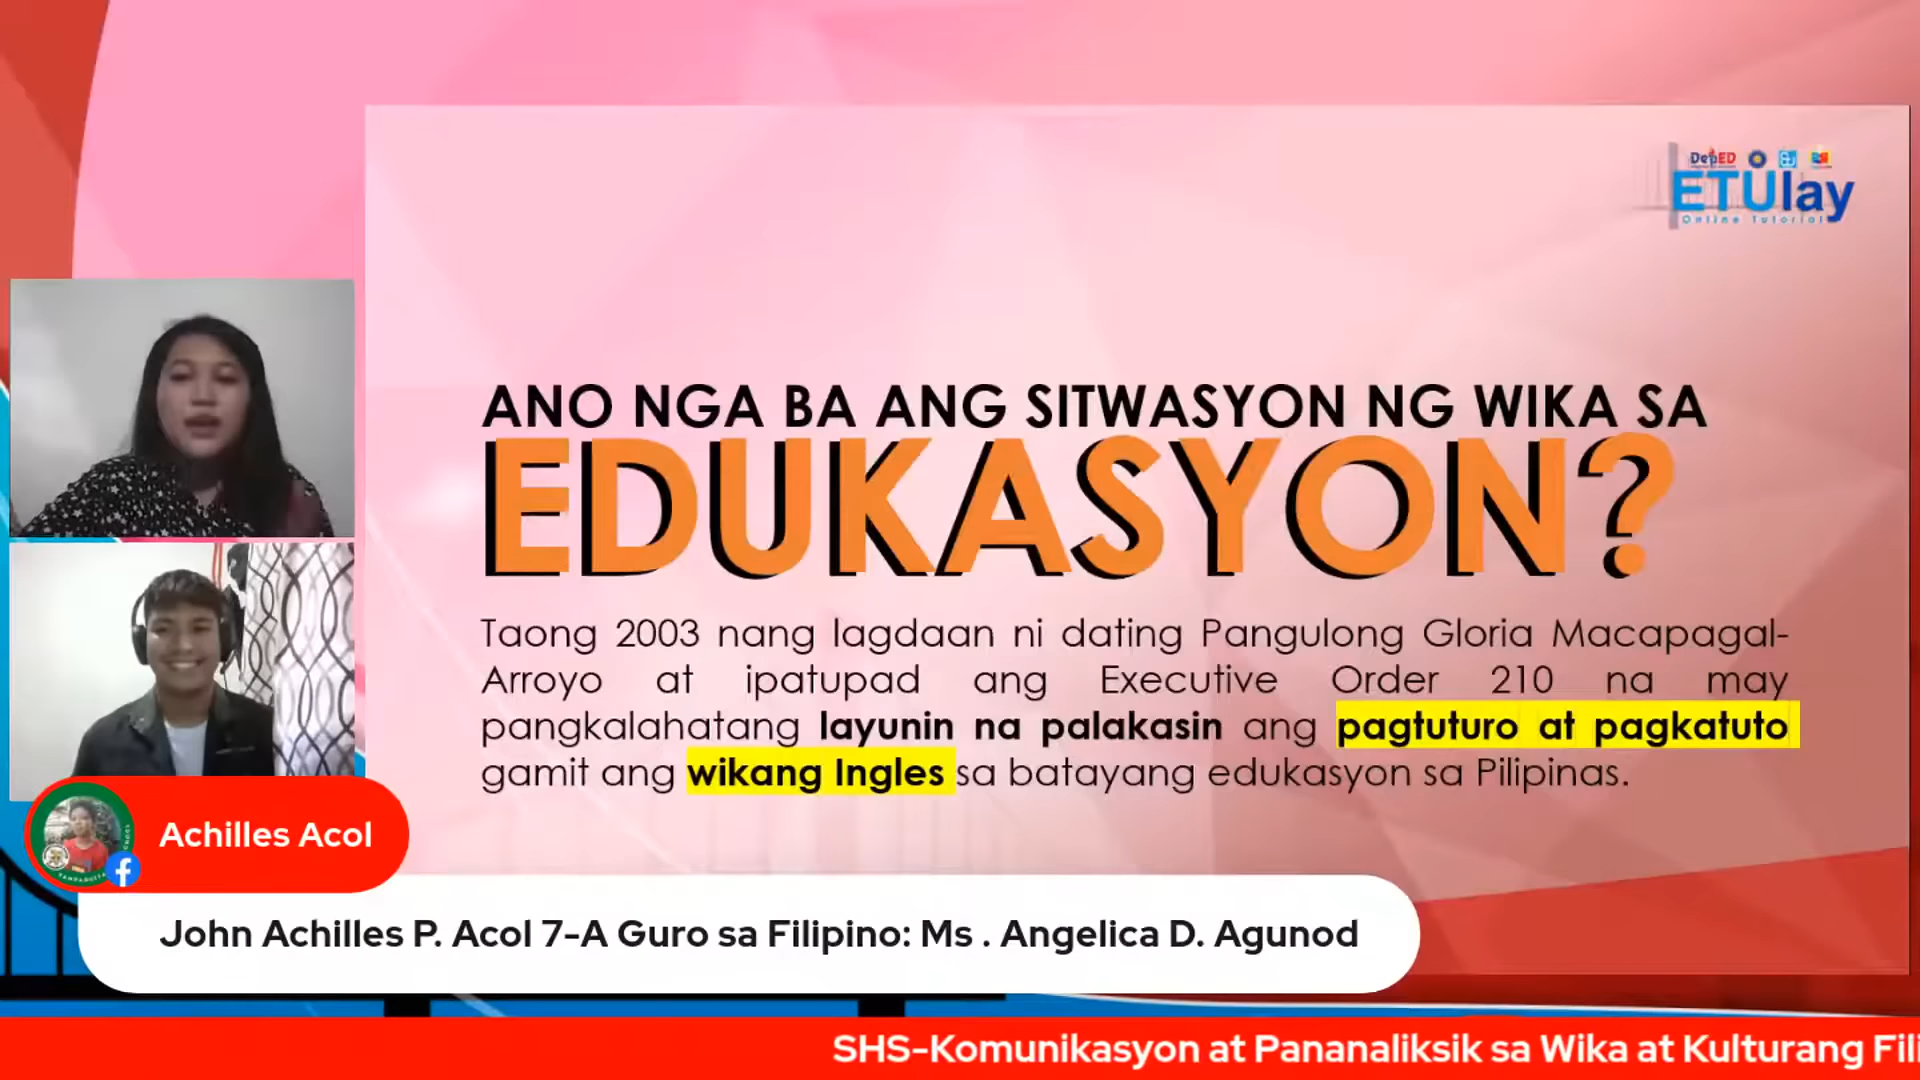 DepED
ETUlay
Online Tutorial
ANO NGA BA ANG SITWASYON NG WIKA SA
EDUKASYON?
Taong 2003 nang lagdaan ni dating Pangulong Gloria Macapagal-
Arroyo at ipatupad ang Executive Order 210 na may
pangkalahatang layunin na palakasin ang pagtuturo at pagkatuto
gamit ang wikang Ingles sa batayang edukasyon sa Pilipinas.
Achilles Acol
John Achilles P. Acol 7-A Guro sa Filipino: Ms . Angelica D. Agunod
SHS-Komunikasyon at Pananaliksik sa Wika at Kulturang Fili